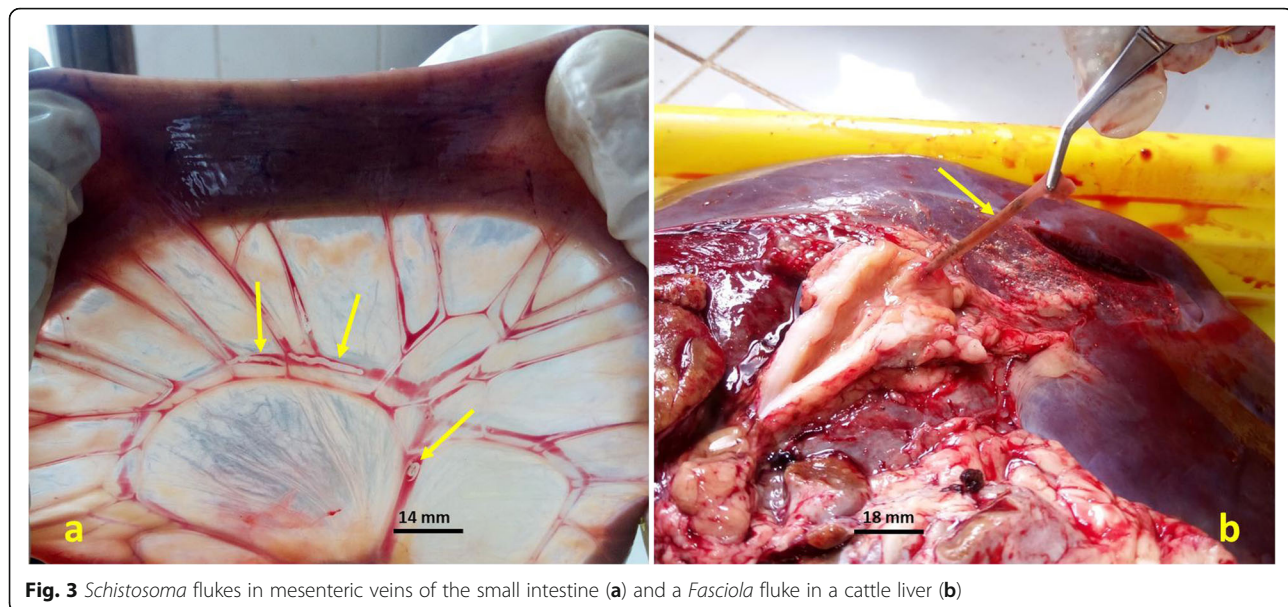 a
14 mm
18 mm
b
Fig. 3 Schistosoma flukes in mesenteric veins of the small intestine (a) and a Fasciola fluke in a cattle liver (b)